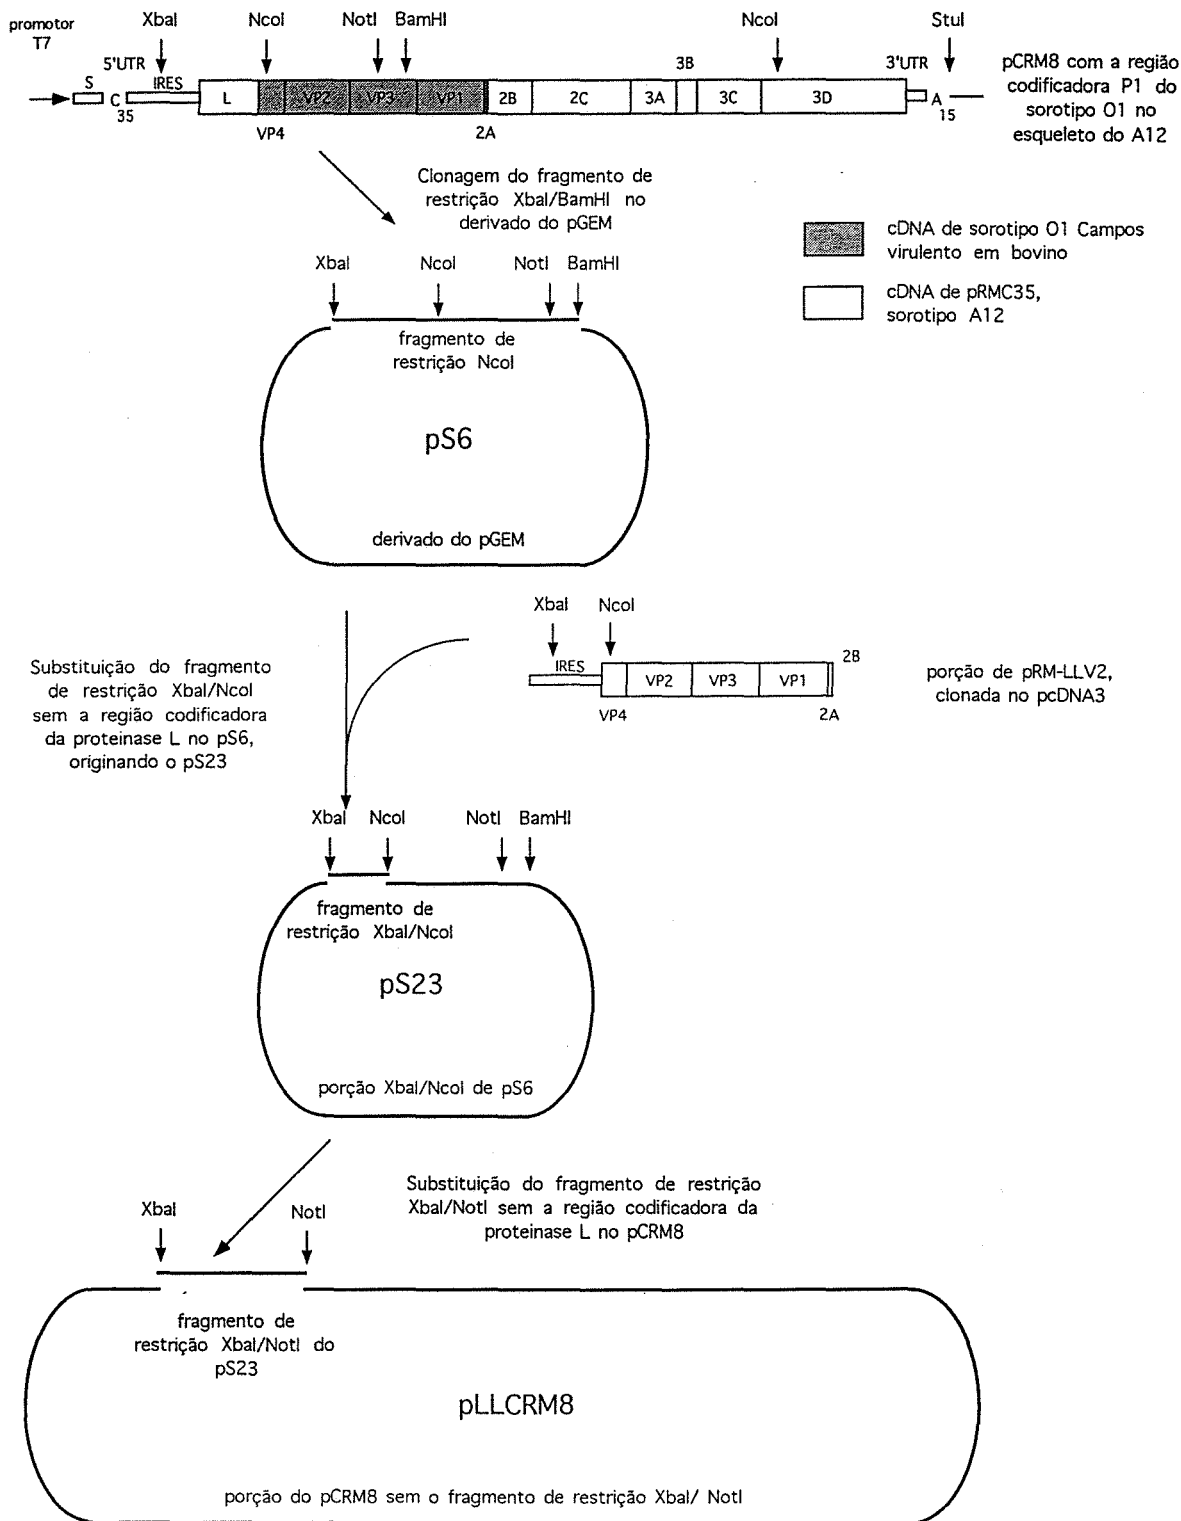 promotor
T7
XbaI
NcoI
NotI
BamHI
NcoI
StuI
5'UTR
S
IRES
C
35
L
VP2
VP3
VP1
2B
2C
3A
3B
3C
3D
3'UTR
A
15
VP4
2A
pCRM8 com a região
codificadora P1 do
sorotipo O1 no
esqueleto do A12
Clonagem do fragmento de
restrição XbaI/BamHI no
derivado do pGEM
cDNA de sorotipo O1 Campos
virulento em bovino
cDNA de pRMC35,
sorotipo A12
XbaI
NcoI
NotI
BamHI
fragmento de
restrição NcoI
pS6
derivado do pGEM
XbaI
NcoI
IRES
VP2
VP3
VP1
2B
VP4
2A
porção de pRM-LLV2,
clonada no pcDNA3
Substituição do fragmento
de restrição XbaI/NcoI
sem a região codificadora
da proteinase L no pS6,
originando o pS23
XbaI
NcoI
NotI
BamHI
fragmento de
restrição XbaI/NcoI
pS23
porção XbaI/NcoI de pS6
Substituição do fragmento de restrição
XbaI/NotI sem a região codificadora da
proteinase L no pCRM8
XbaI
NotI
fragmento de
restrição XbaI/NotI do
pS23
pLLCRM8
porção do pCRM8 sem o fragmento de restrição XbaI/ NotI